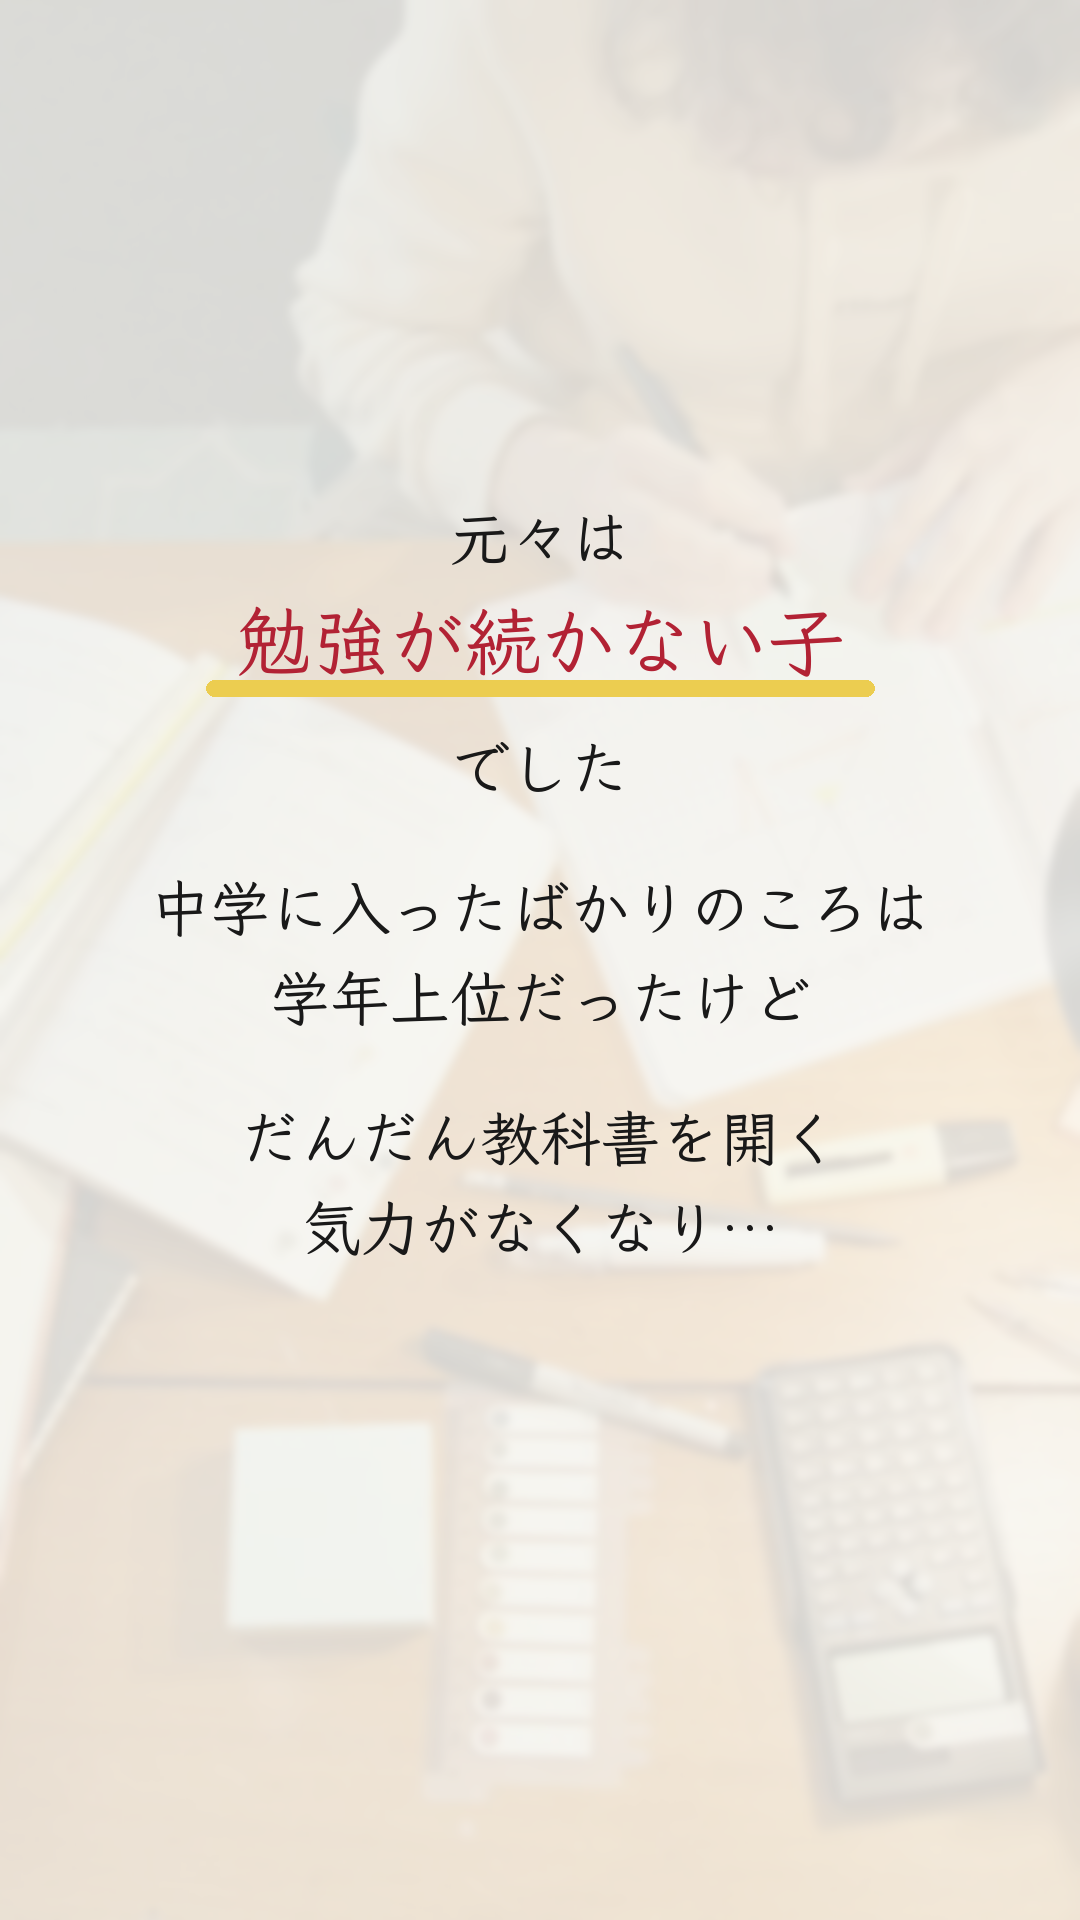 元々は
勉強が続かない子
でした
中学に入ったばかりのころは
学年上位だったけど
だんだん教科書を開く
気力がなくなり…